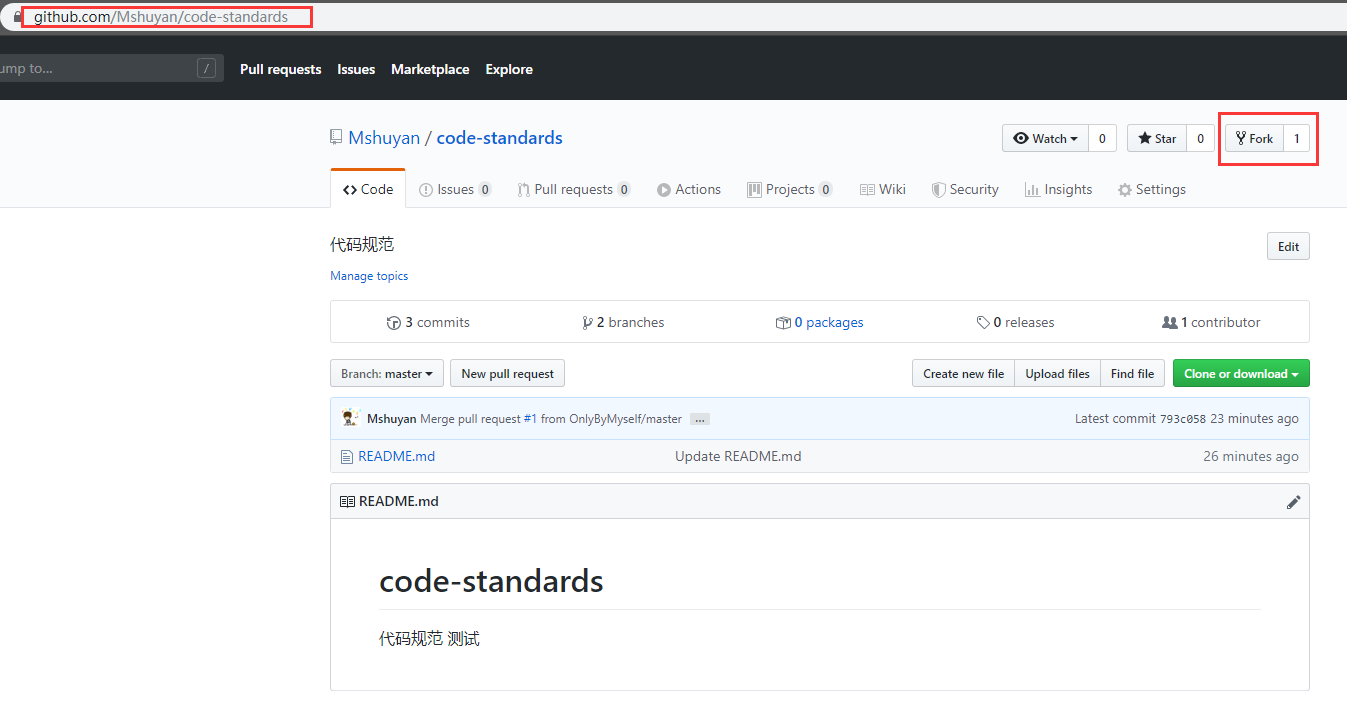 github.com/Mshuyan/code-standards
ump to... /
Pull requests Issues Marketplace Explore
Mshuyan / code-standards
Watch 0 Star 0 Fork 1
Code Issues 0 Pull requests 0 Actions Projects 0 Wiki Security Insights Settings
代码规范
Edit
Manage topics
3 commits 2 branches 0 packages 0 releases 1 contributor
Branch: master New pull request Create new file Upload files Find file Clone or download
Mshuyan Merge pull request #1 from OnlyByMyself/master ... Latest commit 793c058 23 minutes ago
README.md Update README.md 26 minutes ago
README.md
code-standards
代码规范 测试